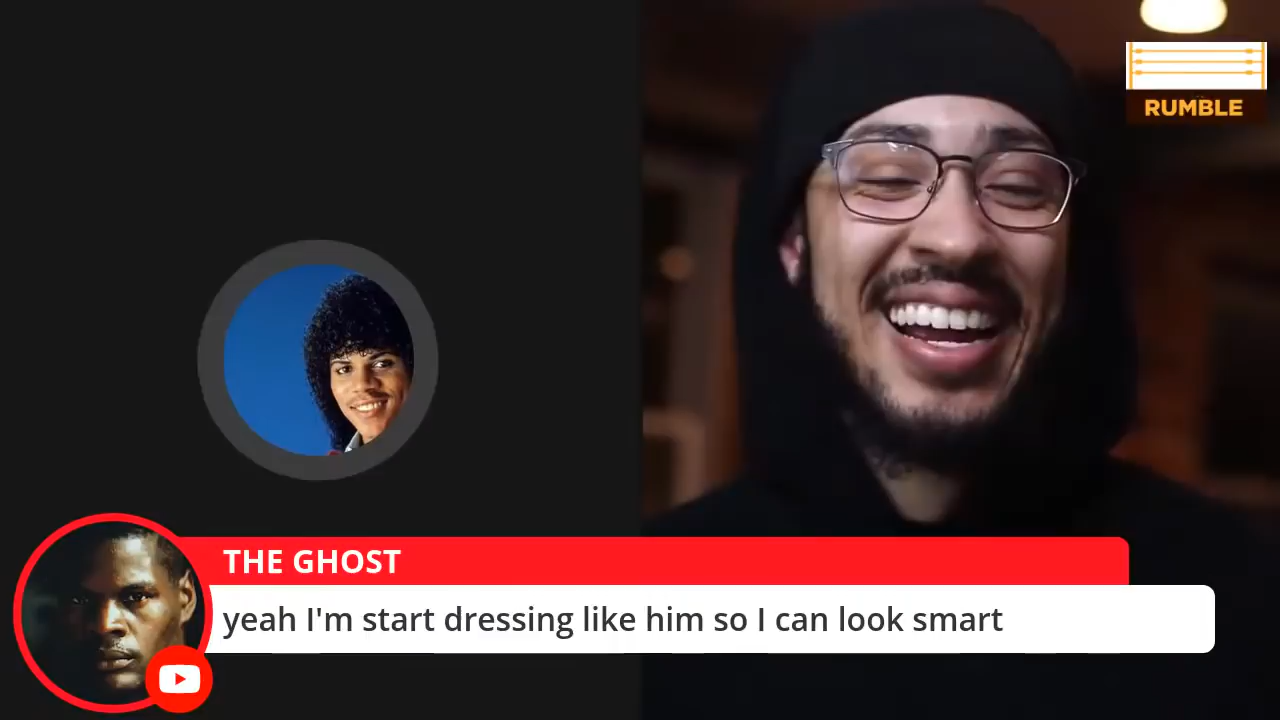 RUMBLE
THE GHOST
yeah I'm start dressing like him so I can look smart